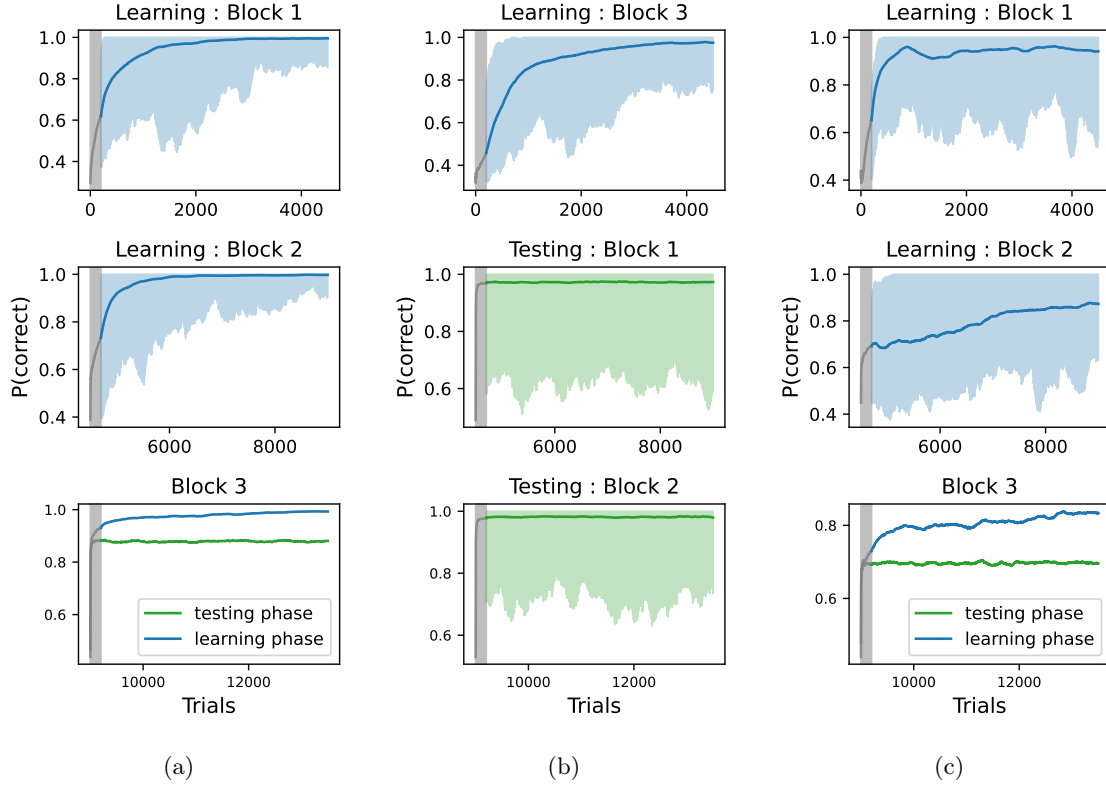 Learning : Block 1
1.0
0.8
0.6
0.4
0
2000
4000
Learning : Block 2
P(correct)
1.0
0.8
0.6
0.4
6000
8000
Block 3
1.0
0.8
0.6
testing phase
learning phase
10000
12000
Trials
(a)
Learning : Block 3
1.0
0.8
0.6
0.4
0
2000
4000
Testing : Block 1
P(correct)
1.0
0.8
0.6
6000
8000
Testing : Block 2
1.0
0.8
0.6
10000
12000
Trials
(b)
Learning : Block 1
1.0
0.8
0.6
0.4
0
2000
4000
Learning : Block 2
P(correct)
1.0
0.8
0.6
0.4
6000
8000
Block 3
0.8
0.6
testing phase
learning phase
10000
12000
Trials
(c)